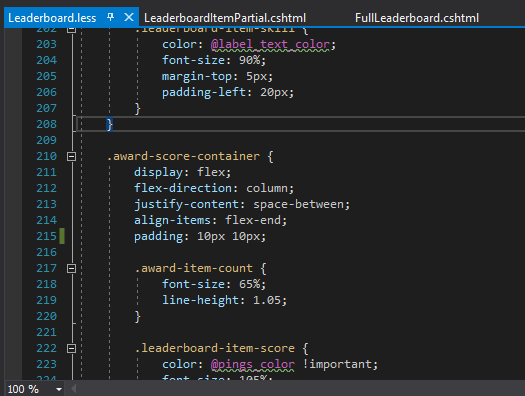 Leaderboard.less LeaderboardItemPartial.cshtml FullLeaderboard.cshtml
202 .leaderboard-item-skill {
203 color: @label_text_color;
204 font-size: 90%;
205 margin-top: 5px;
206 padding-left: 20px;
207 }
208 }
209
210 .award-score-container {
211 display: flex;
212 flex-direction: column;
213 justify-content: space-between;
214 align-items: flex-end;
215 padding: 10px 10px;
216
217 .award-item-count {
218 font-size: 65%;
219 line-height: 1.05;
220 }
221
222 .leaderboard-item-score {
223 color: @pings_color !important;
224 font-size: 105%;
100 %